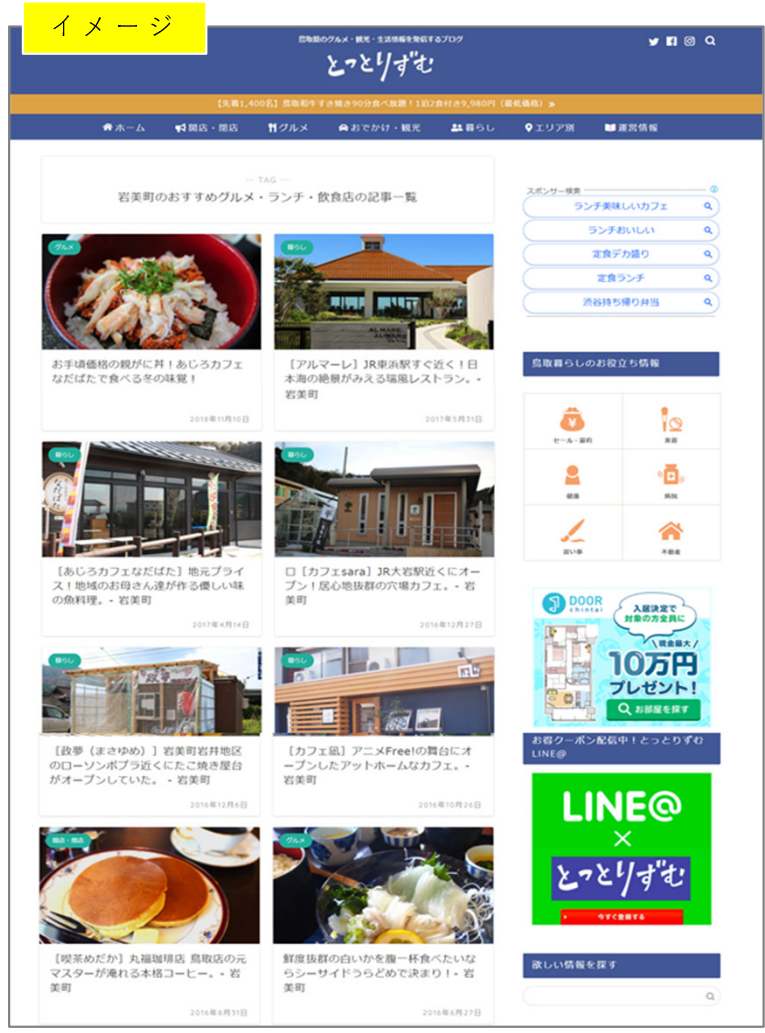 イメージ
鳥取県のグルメ・観光・生活情報を発信するブログ
とっとりずむ
【先着1,400名】鳥取和牛すき焼き90分食べ放題！1泊2食付き9,980円（最低価格）
ホーム
開店・閉店
グルメ
おでかけ・観光
暮らし
エリア別
運営情報
TAG
岩美町のおすすめグルメ・ランチ・飲食店の記事一覧
グルメ
お手頃価格の親がに丼！あじろカフェ
なだばたで食べる冬の味覚！
2018年11月10日
暮らし
［アルマーレ］JR東浜駅すぐ近く！日
本海の絶景がみえる瑞風レストラン。-
岩美町
2017年5月31日
暮らし
なだばた
［あじろカフェなだばた］地元プライ
ス！地域のお母さん達が作る優しい味
の魚料理。- 岩美町
2017年4月14日
暮らし
口［カフェsara］JR大岩駅近くにオー
プン！居心地抜群の穴場カフェ。- 岩
美町
2016年12月27日
暮らし
政夢
［政夢（まさゆめ）］岩美町岩井地区
のローソンポプラ近くにたこ焼き屋台
がオープンしていた。 - 岩美町
2016年12月6日
暮らし
［カフェ凪］アニメFree!の舞台にオ
ープンしたアットホームなカフェ。-
岩美町
2016年10月26日
開店・閉店
［喫茶めだか］丸福珈琲店 鳥取店の元
マスターが淹れる本格コーヒー。- 岩
美町
2016年8月31日
グルメ
鮮度抜群の白いかを腹一杯食べたいな
らシーサイドうらどめで決まり！- 岩
美町
2016年6月27日
スポンサー検索
ランチ美味しいカフェ
ランチおいしい
定食デカ盛り
定食ランチ
渋谷持ち帰り弁当
鳥取暮らしのお役立ち情報
セール・節約
美容
健康
病院
習い事
不動産
DOOR
chintai
入居決定で
対象の方全員に
現金最大
10万円
プレゼント！
お部屋を探す
お得クーポン配信中！とっとりずむ
LINE@
LINE@
×
とっとりずむ
今すぐ登録する
欲しい情報を探す